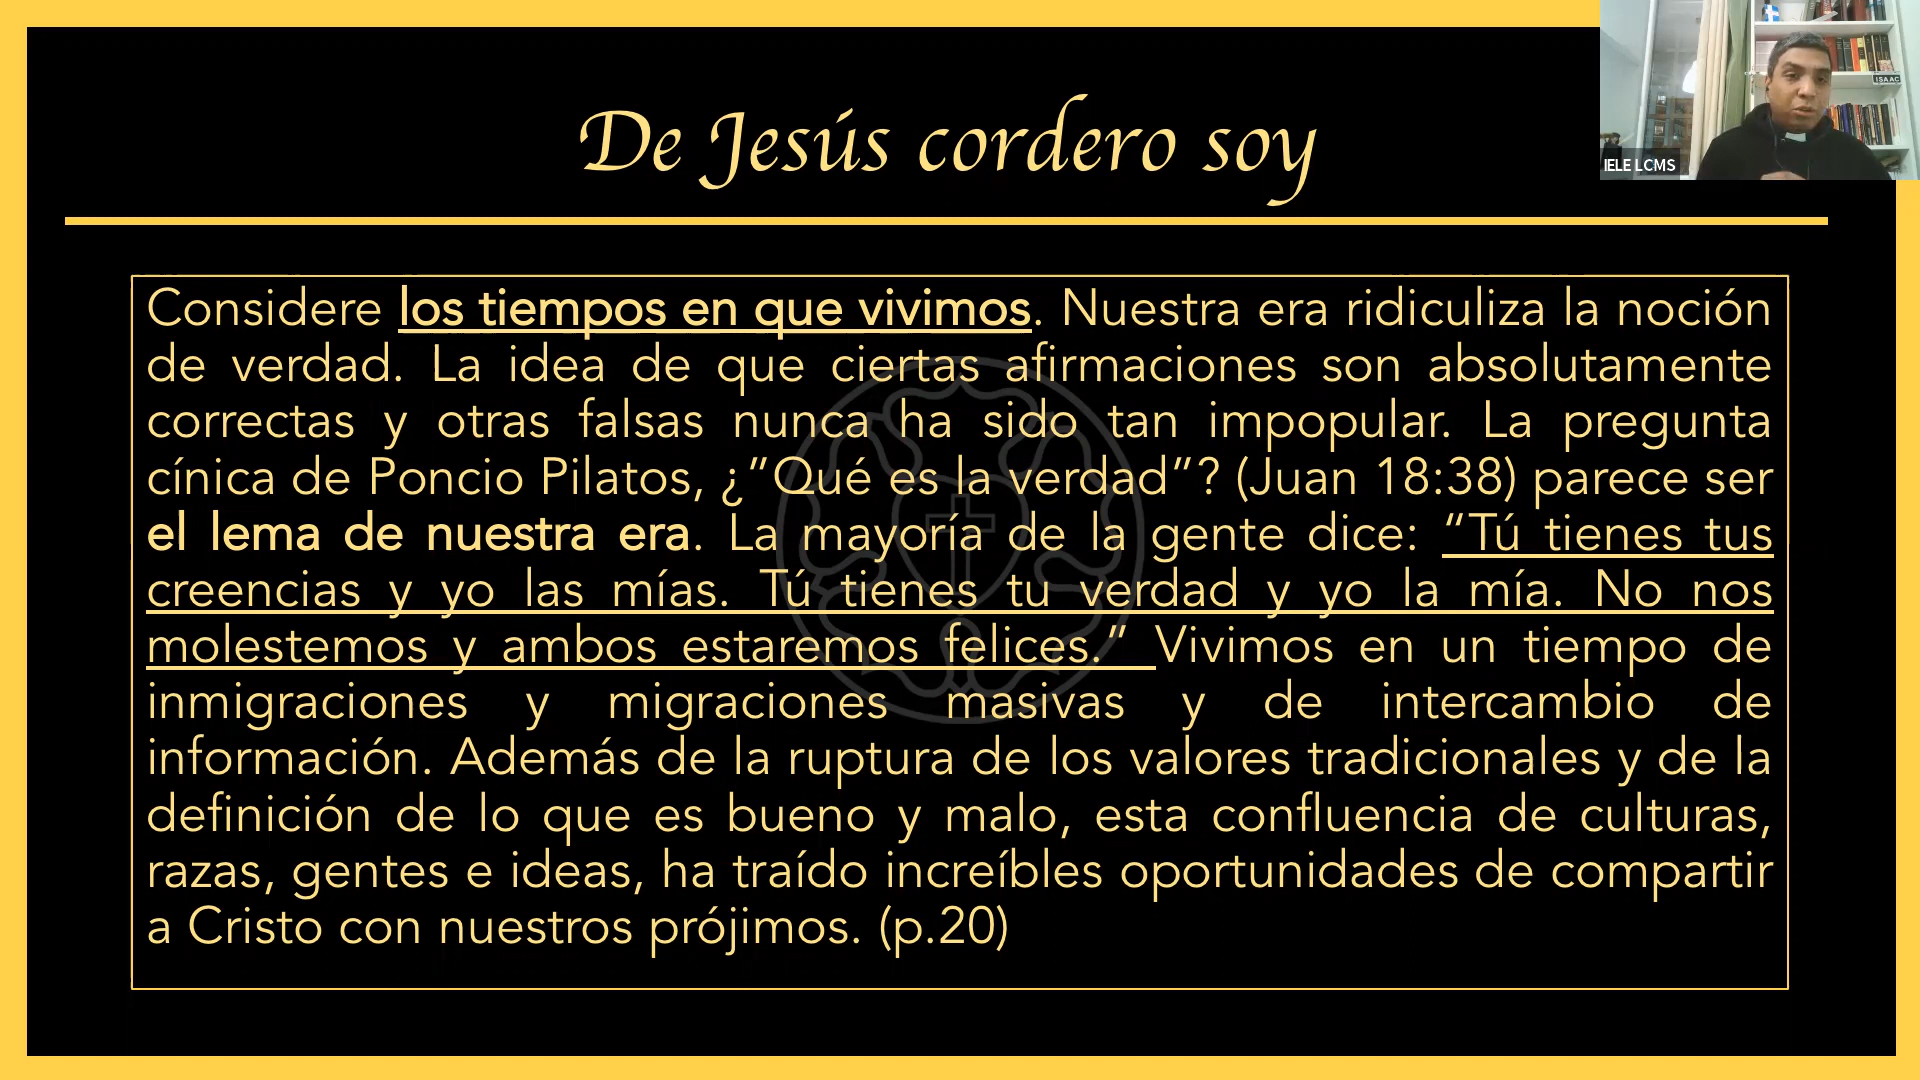 De Jesús cordero soy
ISAAC
IELE LCMS
Considere los tiempos en que vivimos. Nuestra era ridiculiza la noción
de verdad. La idea de que ciertas afirmaciones son absolutamente
correctas y otras falsas nunca ha sido tan impopular. La pregunta
cínica de Poncio Pilatos, ¿”Qué es la verdad”? (Juan 18:38) parece ser
el lema de nuestra era. La mayoría de la gente dice: “Tú tienes tus
creencias y yo las mías. Tú tienes tu verdad y yo la mía. No nos
molestemos y ambos estaremos felices.” Vivimos en un tiempo de
inmigraciones y migraciones masivas y de intercambio de
información. Además de la ruptura de los valores tradicionales y de la
definición de lo que es bueno y malo, esta confluencia de culturas,
razas, gentes e ideas, ha traído increíbles oportunidades de compartir
a Cristo con nuestros prójimos. (p.20)